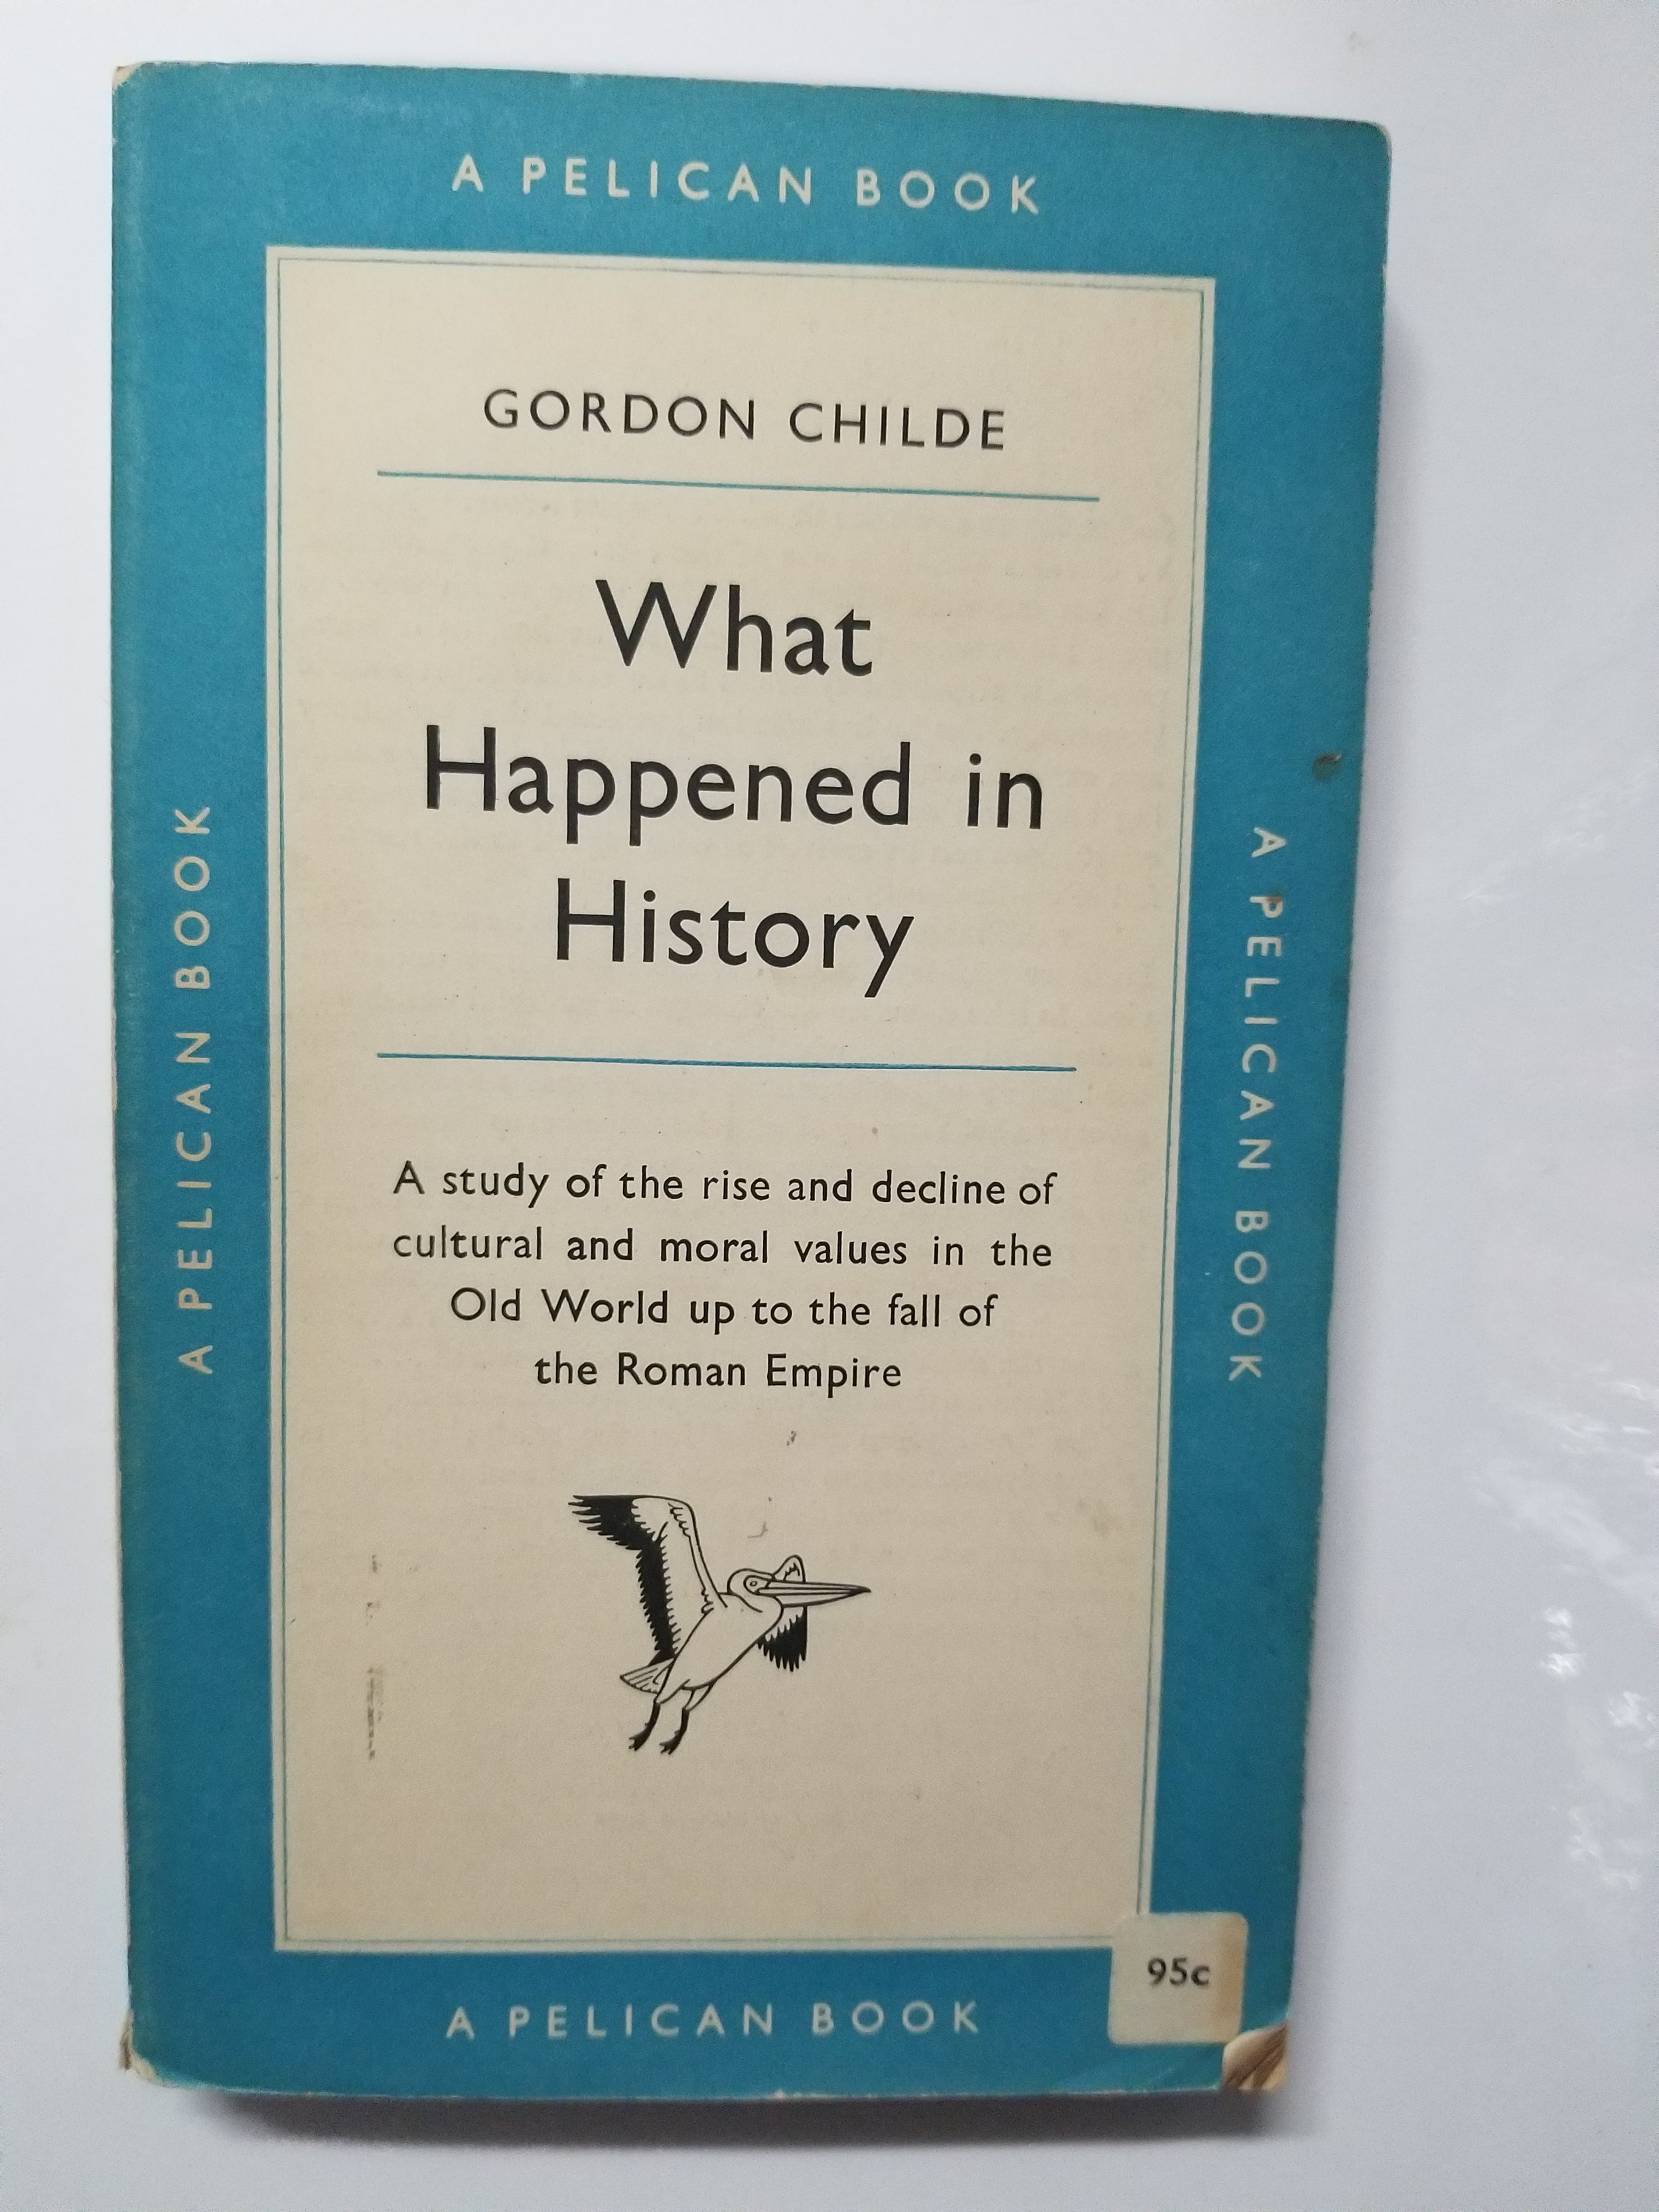 A PELICAN BOOK
GORDON CHILDE
What
Happened in
History
A study of the rise and decline of
cultural and moral values in the
Old World up to the fall of
the Roman Empire
A PELICAN BOOK
A PELICAN BOOK
95c
A PELICAN BOOK